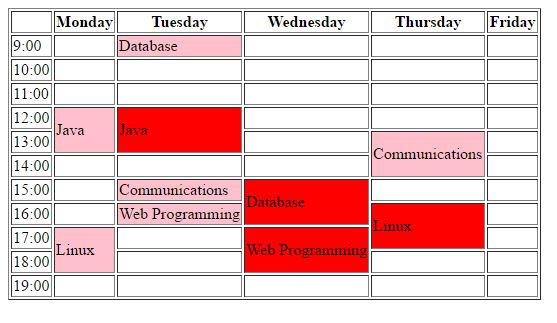 Monday Tuesday Wednesday Thursday Friday
9:00 Database
10:00
11:00
12:00 Java Java
13:00 Communications
14:00
15:00 Communications Database
16:00 Web Programming Linux
17:00 Linux Web Programming
18:00
19:00